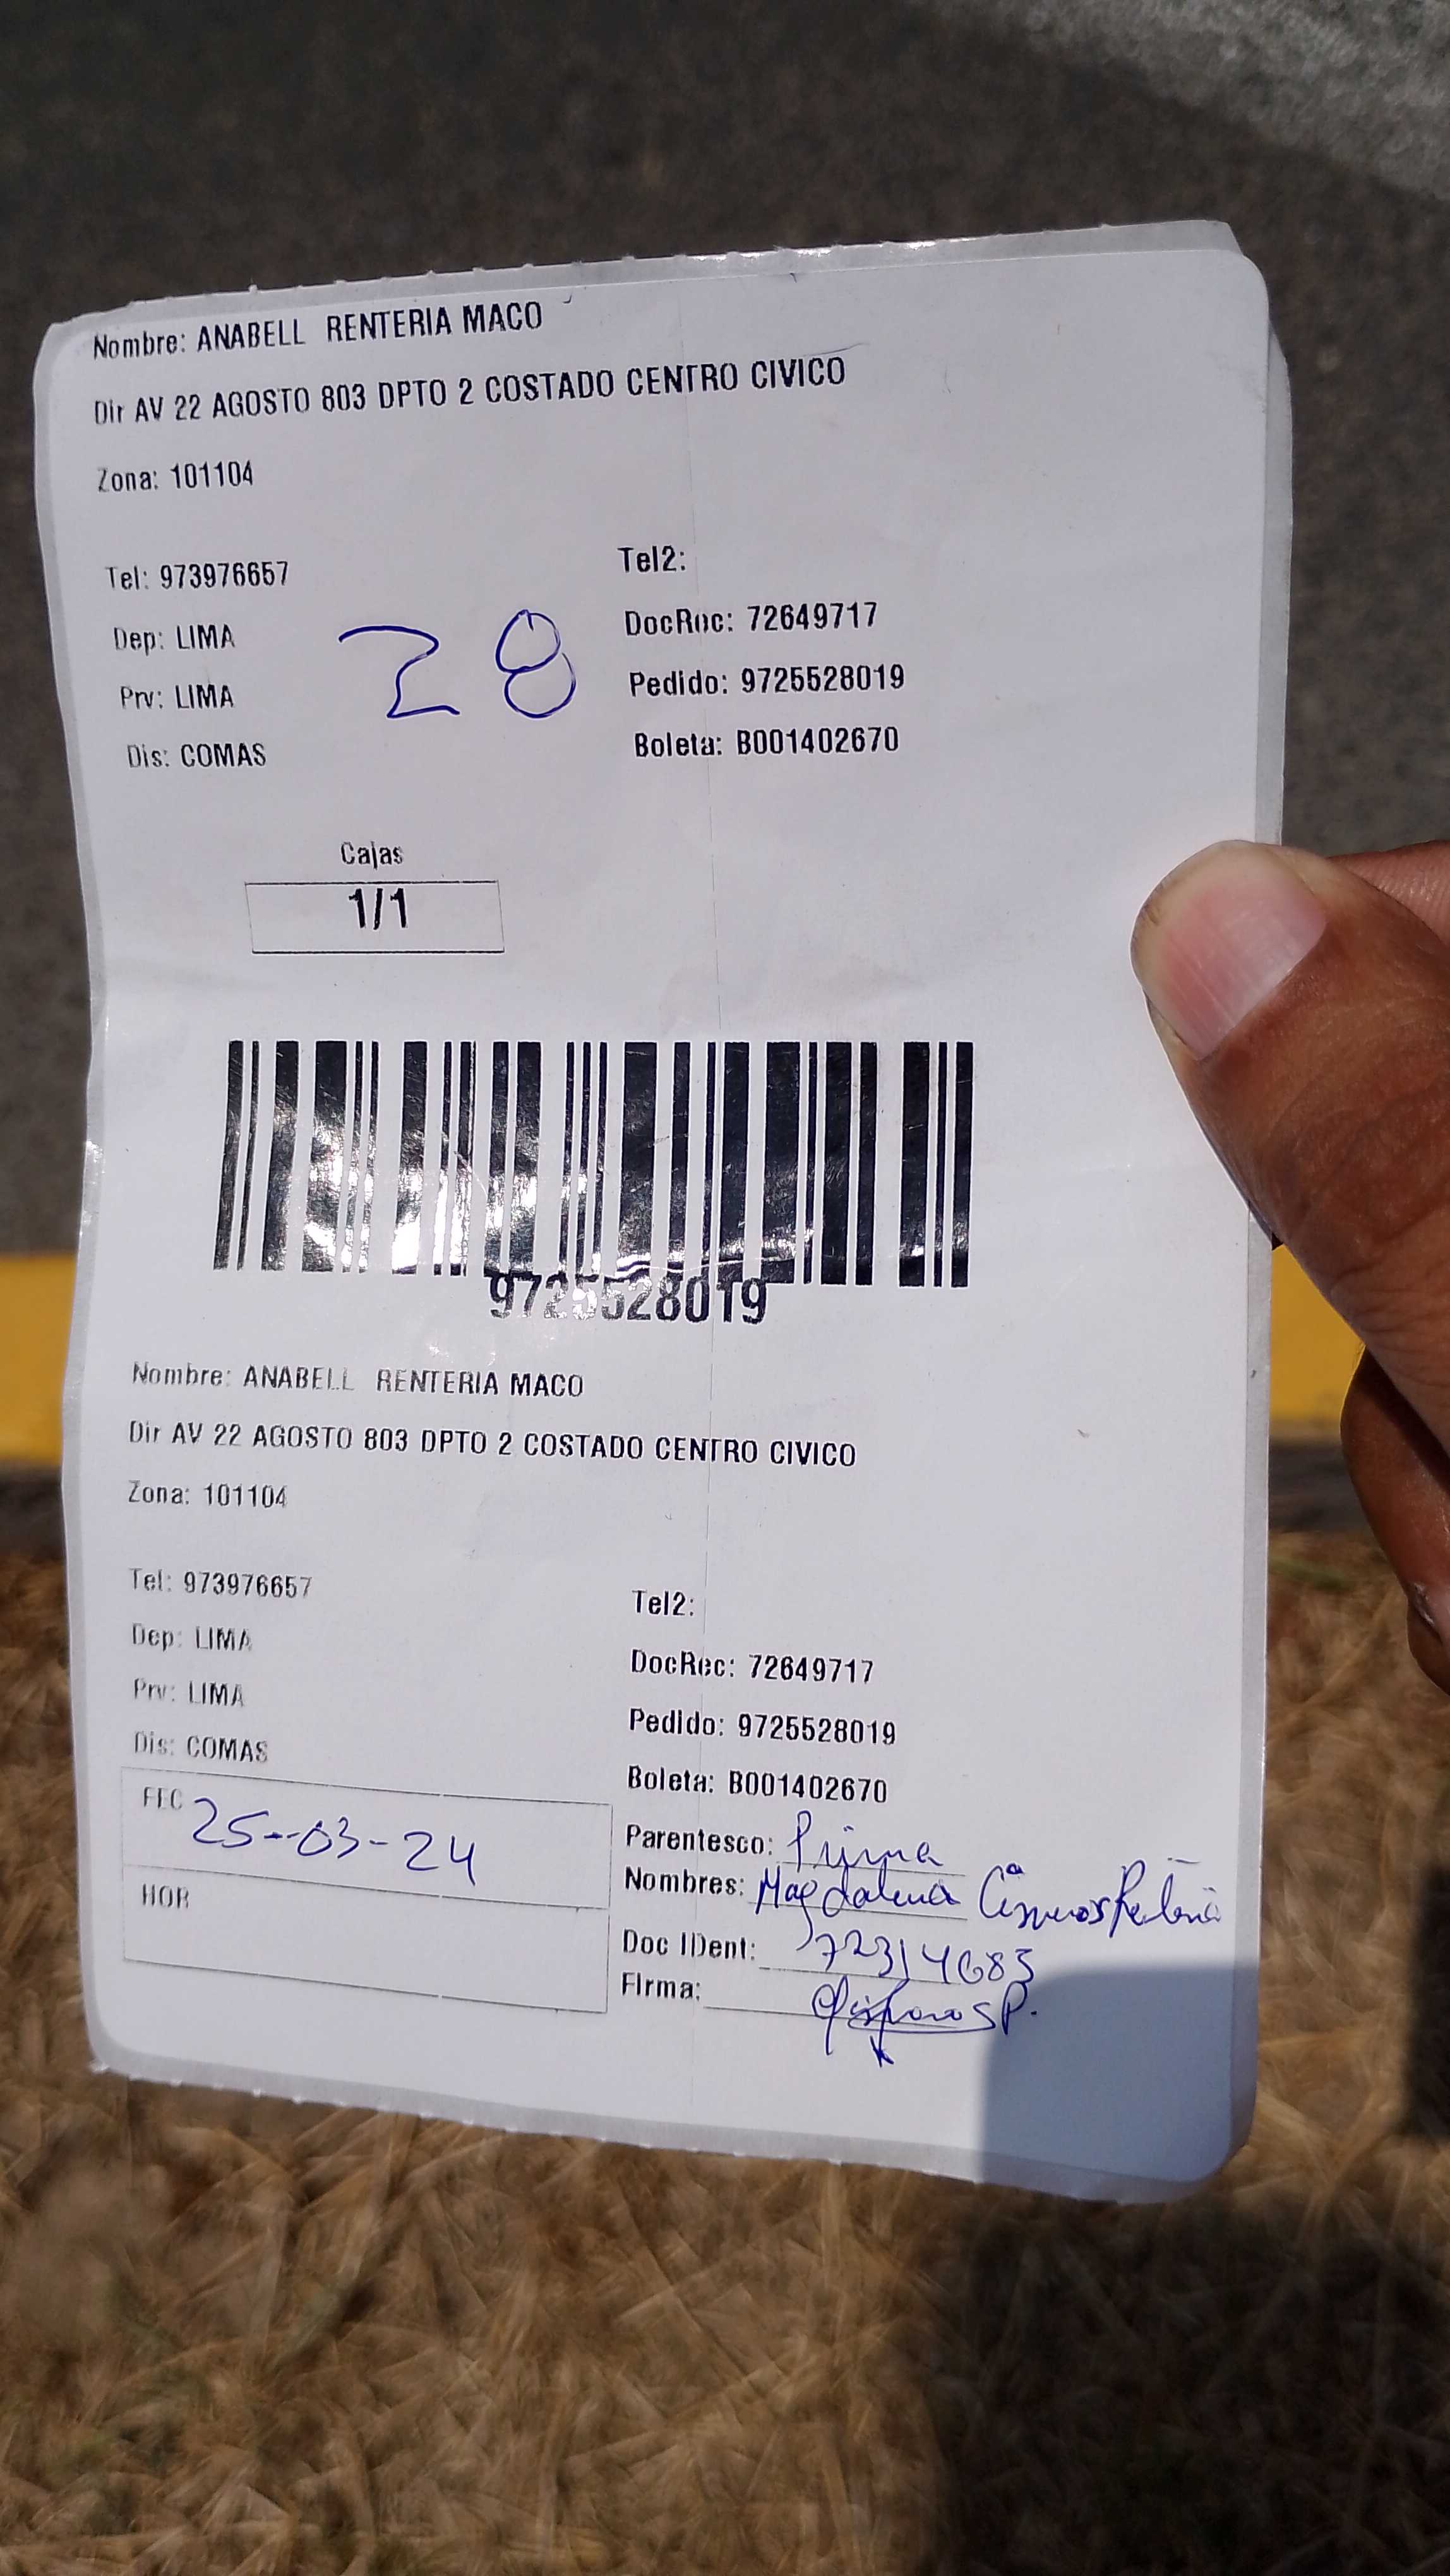 Nombre: ANABELL RENTERIA MACO
Dir AV 22 AGOSTO 803 DPTO 2 COSTADO CENTRO CIVICO
Zona: 101104
Tel: 973976657
Tel2:
Dep: LIMA
DocRec: 72649717
Prv: LIMA
Pedido: 9725528019
Dis: COMAS
Boleta: B001402670
28
Cajas
1/1
9725528019
Nombre: ANABELL RENTERIA MACO
Dir AV 22 AGOSTO 803 DPTO 2 COSTADO CENTRO CIVICO
Zona: 101104
Tel: 973976657
Tel2:
Dep: LIMA
DocRec: 72649717
Prv: LIMA
Pedido: 9725528019
Dis: COMAS
Boleta: B001402670
FEC 25-03-24
HOR
Parentesco: Prima
Nombres: Magdalena Cisneros
Doc IDent: 72314683
Firma: